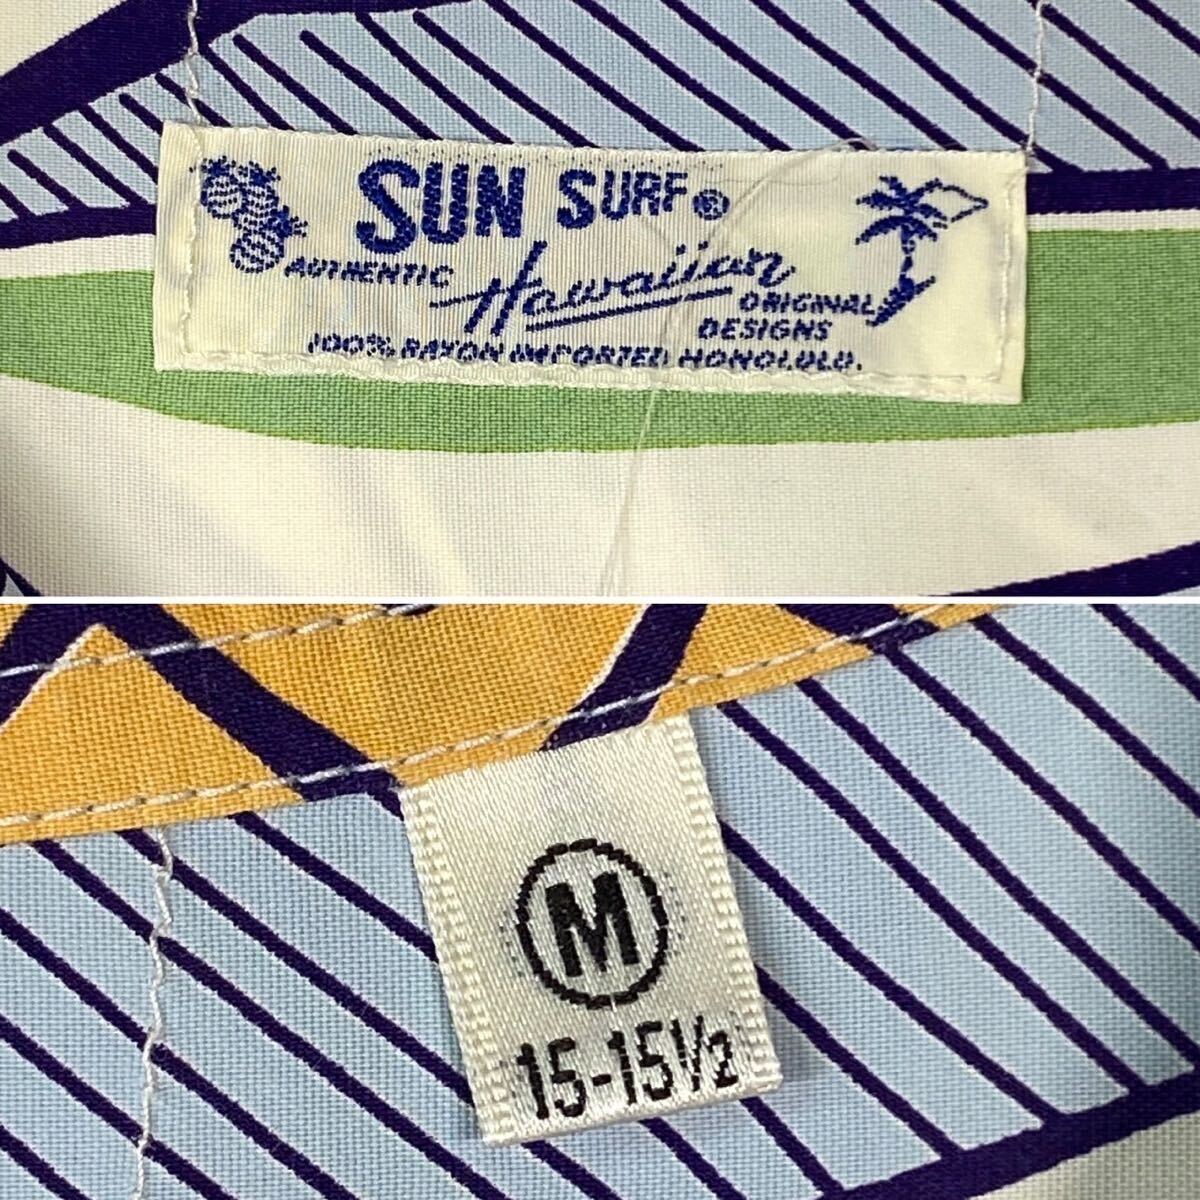 SUN SURF®
AUTHENTIC Hawaiian ORIGINAL
DESIGNS
100% RAYON IMPORTED HONOLULU.
M
15-15½